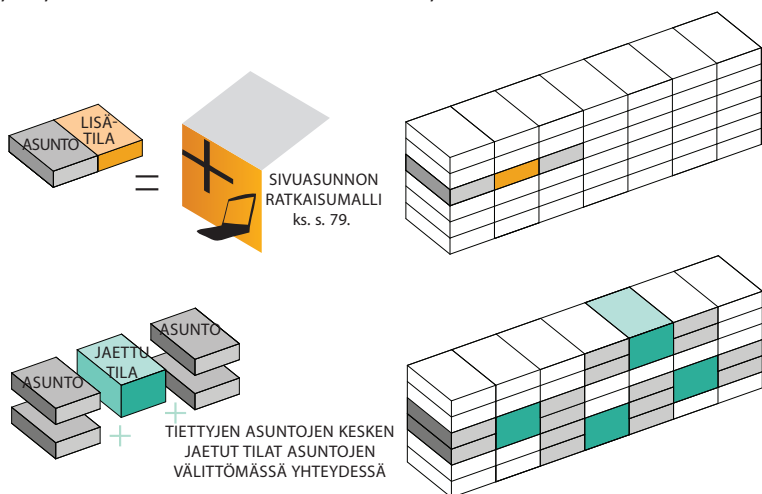 ASUNTO
LISÄ-
TILA
SIVUASUNNON
RATKAISUMALLI
ks. s. 79.
ASUNTO
JAETTU
TILA
ASUNTO
TIETTYJEN ASUNTOJEN KESKEN
JAETUT TILAT ASUNTOJEN
VÄLITTÖMÄSSÄ YHTEYDESSÄ